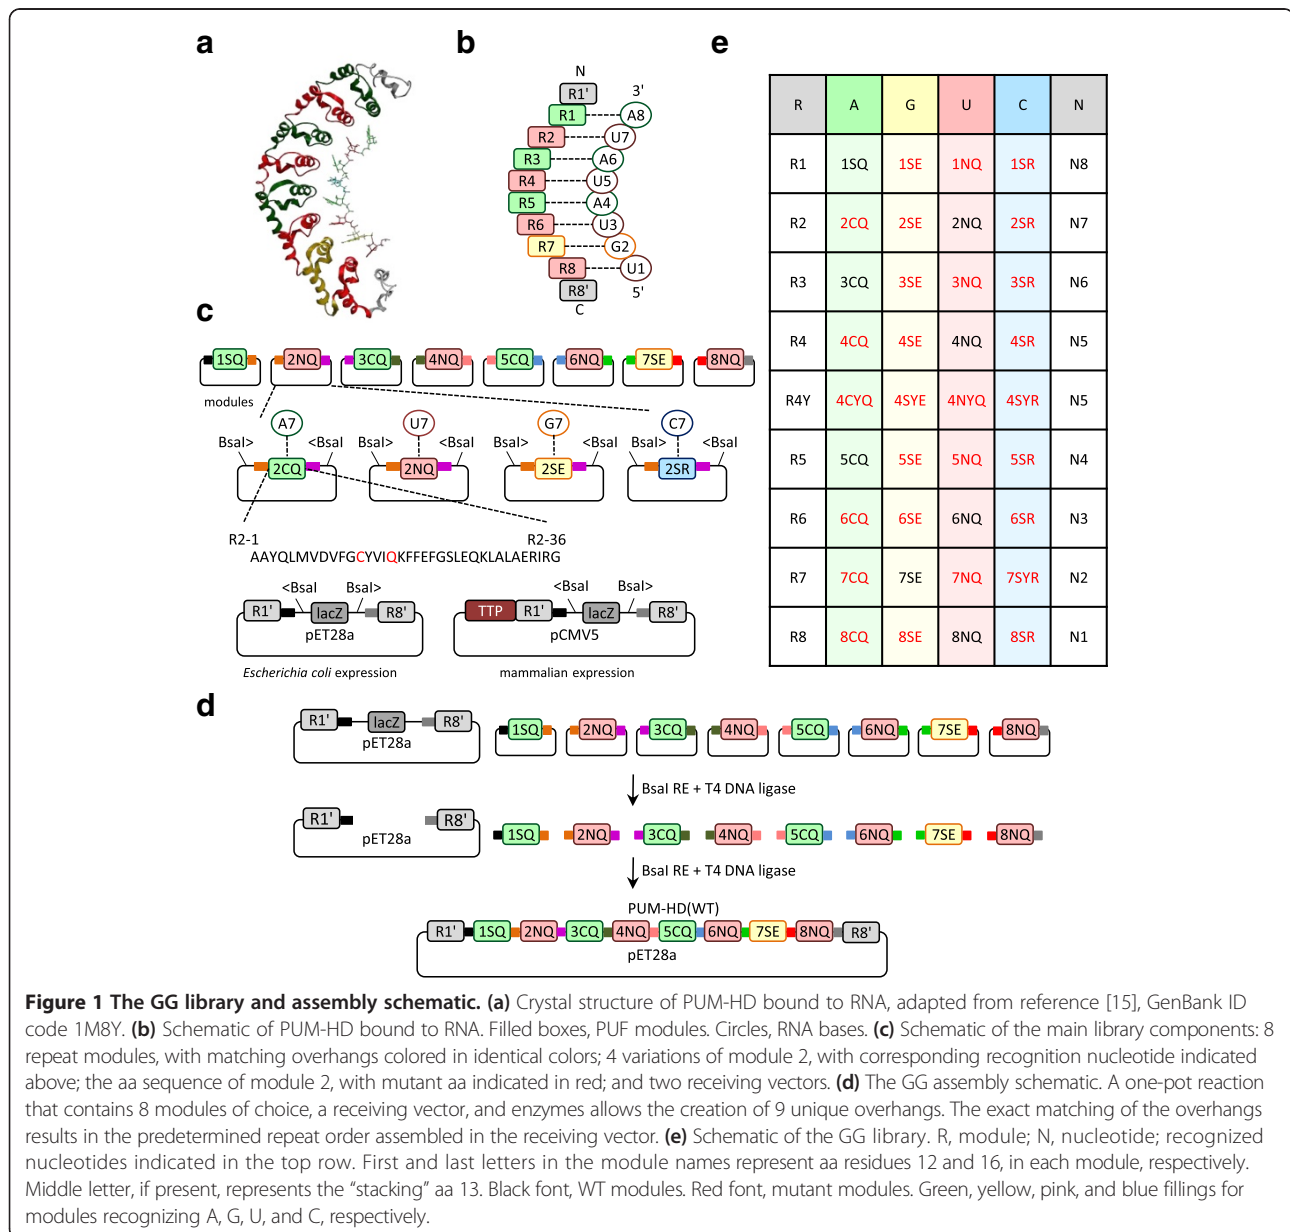 a
b
N
R1'
3'
R1
A8
R2
U7
R3
A6
R4
U5
R5
A4
R6
U3
R7
G2
R8
U1
R8'
5'
C
c
1SQ 2NQ 3CQ 4NQ 5CQ 6NQ 7SE 8NQ
modules
A7 U7 G7 C7
BsaI> <BsaI BsaI> <BsaI BsaI> <BsaI BsaI> <BsaI
2CQ 2NQ 2SE 2SR
R2-1 R2-36
AAYQLMVDVFGCYVIQKFFEFGSLEQKLALAERIRG
<BsaI BsaI> <BsaI BsaI>
R1' lacZ R8' TTP R1' lacZ R8'
pET28a pCMV5
Escherichia coli expression mammalian expression
e
R A G U C N
R1 1SQ 1SE 1NQ 1SR N8
R2 2CQ 2SE 2NQ 2SR N7
R3 3CQ 3SE 3NQ 3SR N6
R4 4CQ 4SE 4NQ 4SR N5
R4Y 4CYQ 4SYE 4NYQ 4SYR N5
R5 5CQ 5SE 5NQ 5SR N4
R6 6CQ 6SE 6NQ 6SR N3
R7 7CQ 7SE 7NQ 7SYR N2
R8 8CQ 8SE 8NQ 8SR N1
d
R1' lacZ R8' 1SQ 2NQ 3CQ 4NQ 5CQ 6NQ 7SE 8NQ
pET28a
BsaI RE + T4 DNA ligase
R1' R8' 1SQ 2NQ 3CQ 4NQ 5CQ 6NQ 7SE 8NQ
pET28a
BsaI RE + T4 DNA ligase
PUM-HD(WT)
R1' 1SQ 2NQ 3CQ 4NQ 5CQ 6NQ 7SE 8NQ R8'
pET28a
Figure 1 The GG library and assembly schematic. (a) Crystal structure of PUM-HD bound to RNA, adapted from reference [15], GenBank ID
code 1M8Y. (b) Schematic of PUM-HD bound to RNA. Filled boxes, PUF modules. Circles, RNA bases. (c) Schematic of the main library components: 8
repeat modules, with matching overhangs colored in identical colors; 4 variations of module 2, with corresponding recognition nucleotide indicated
above; the aa sequence of module 2, with mutant aa indicated in red; and two receiving vectors. (d) The GG assembly schematic. A one-pot reaction
that contains 8 modules of choice, a receiving vector, and enzymes allows the creation of 9 unique overhangs. The exact matching of the overhangs
results in the predetermined repeat order assembled in the receiving vector. (e) Schematic of the GG library. R, module; N, nucleotide; recognized
nucleotides indicated in the top row. First and last letters in the module names represent aa residues 12 and 16, in each module, respectively.
Middle letter, if present, represents the “stacking” aa 13. Black font, WT modules. Red font, mutant modules. Green, yellow, pink, and blue fillings for
modules recognizing A, G, U, and C, respectively.